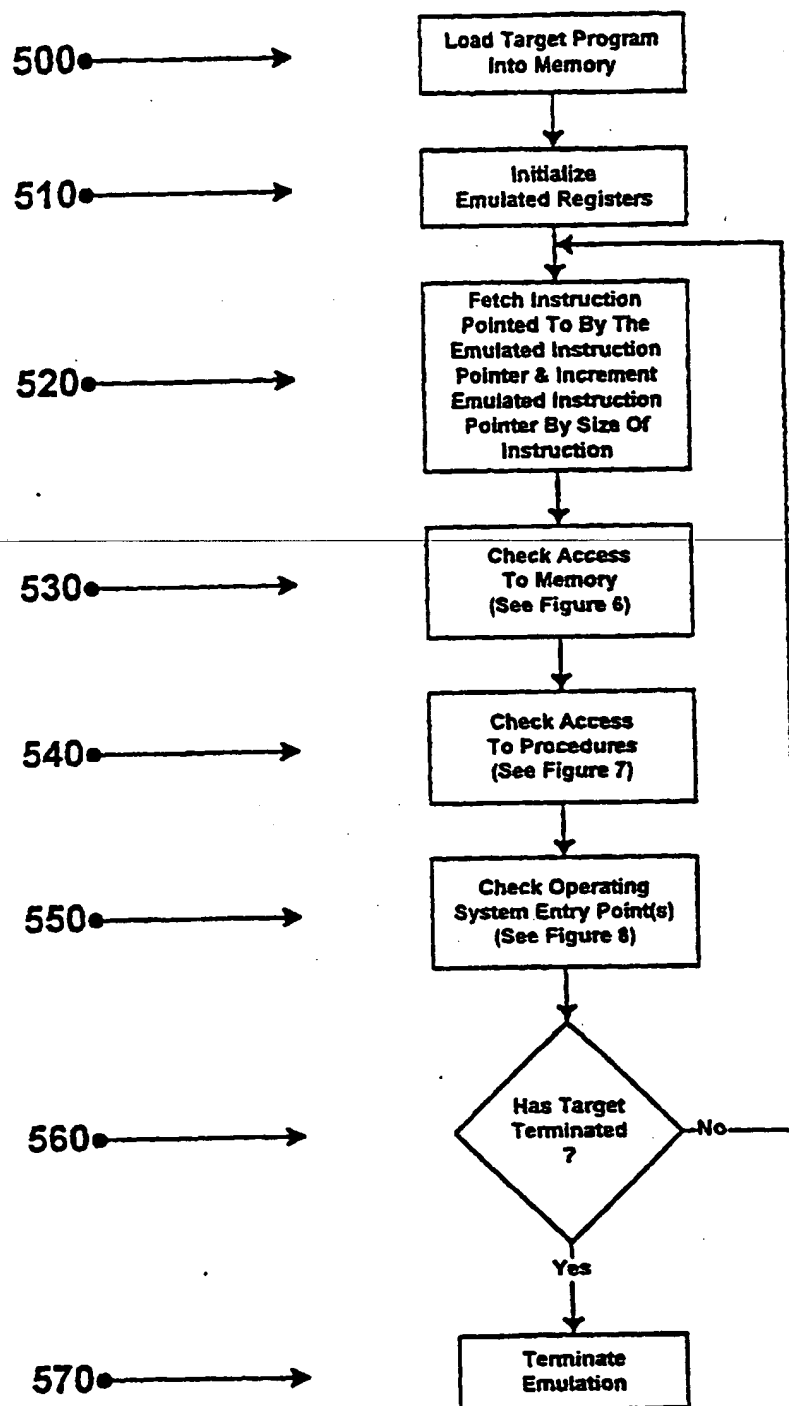 500
Load Target Program
Into Memory
510
Initialize
Emulated Registers
520
Fetch Instruction
Pointed To By The
Emulated Instruction
Pointer & Increment
Emulated Instruction
Pointer By Size Of
Instruction
530
Check Access
To Memory
(See Figure 6)
540
Check Access
To Procedures
(See Figure 7)
550
Check Operating
System Entry Point(s)
(See Figure 8)
560
Has Target
Terminated
?
No
Yes
570
Terminate
Emulation